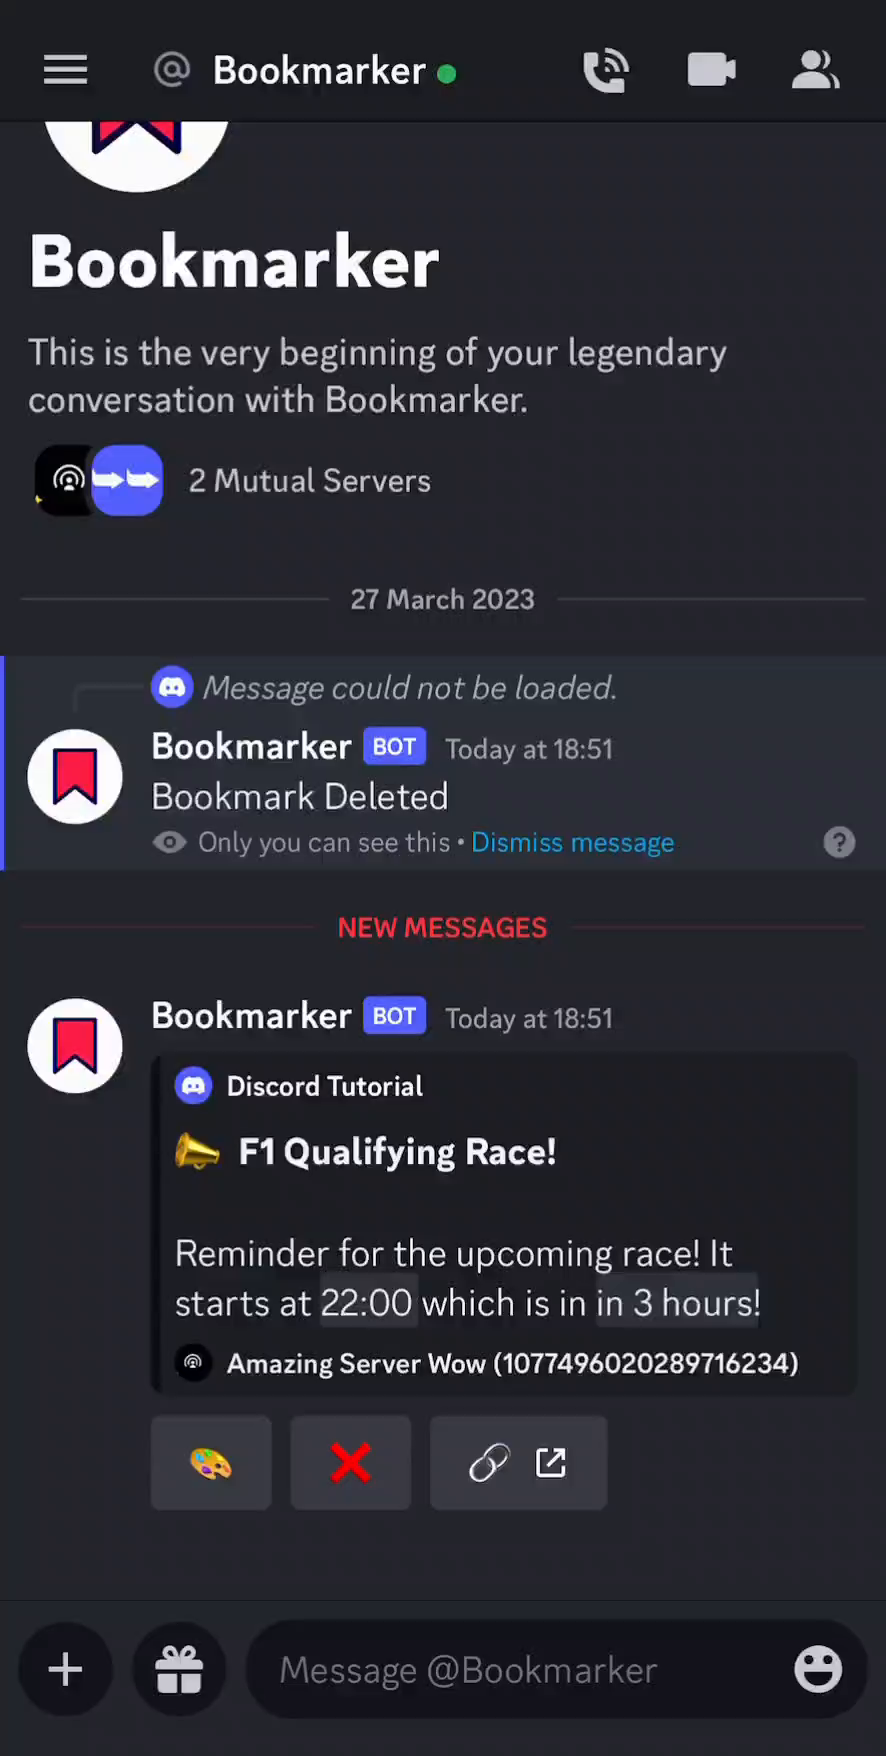 @ Bookmarker
Bookmarker
This is the very beginning of your legendary
conversation with Bookmarker.
2 Mutual Servers
27 March 2023
Message could not be loaded.
Bookmarker BOT Today at 18:51
Bookmark Deleted
Only you can see this • Dismiss message ?
NEW MESSAGES
Bookmarker BOT Today at 18:51
Discord Tutorial
F1 Qualifying Race!
Reminder for the upcoming race! It
starts at 22:00 which is in in 3 hours!
Amazing Server Wow (1077496020289716234)
Message @Bookmarker